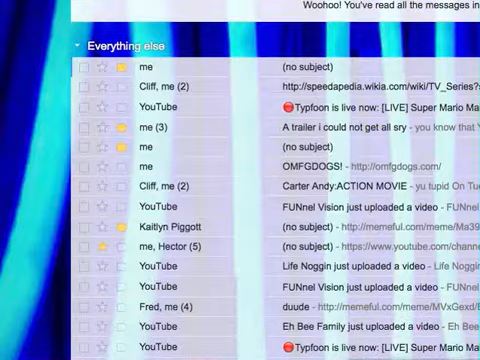 Woohoo! You've read all the messages in
Everything else
me (no subject)
Cliff, me (2) http://speedapedia.wikia.com/wiki/TV_Series?s
YouTube Typfoon is live now: [LIVE] Super Mario Ma
me (3) A trailer i could not get all sry - you know that Y
me (no subject)
me OMFGDOGS! - http://omfgdogs.com/
Cliff, me (2) Carter Andy:ACTION MOVIE - yu tupid On Tue
YouTube FUNnel Vision just uploaded a video - FUNnel
Kaitlyn Piggott (no subject) - http://memeful.com/meme/Ma39
me, Hector (5) (no subject) - https://www.youtube.com/channe
YouTube Life Noggin just uploaded a video - Life Noggin
YouTube FUNnel Vision just uploaded a video - FUNnel
Fred, me (4) duude - http://memeful.com/meme/MVxGexd/E
YouTube Eh Bee Family just uploaded a video - Eh Bee
YouTube Typfoon is live now: [LIVE] Super Mario Ma